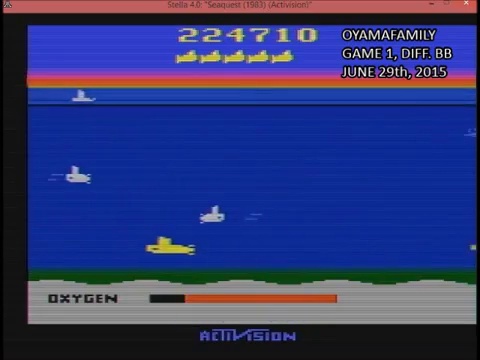 Stella 4.0: "Seaquest (1983) (Activision)"
224710
OYAMAFAMILY
GAME 1, DIFF. BB
JUNE 29th, 2015
OXYGEN
ACTIVISION